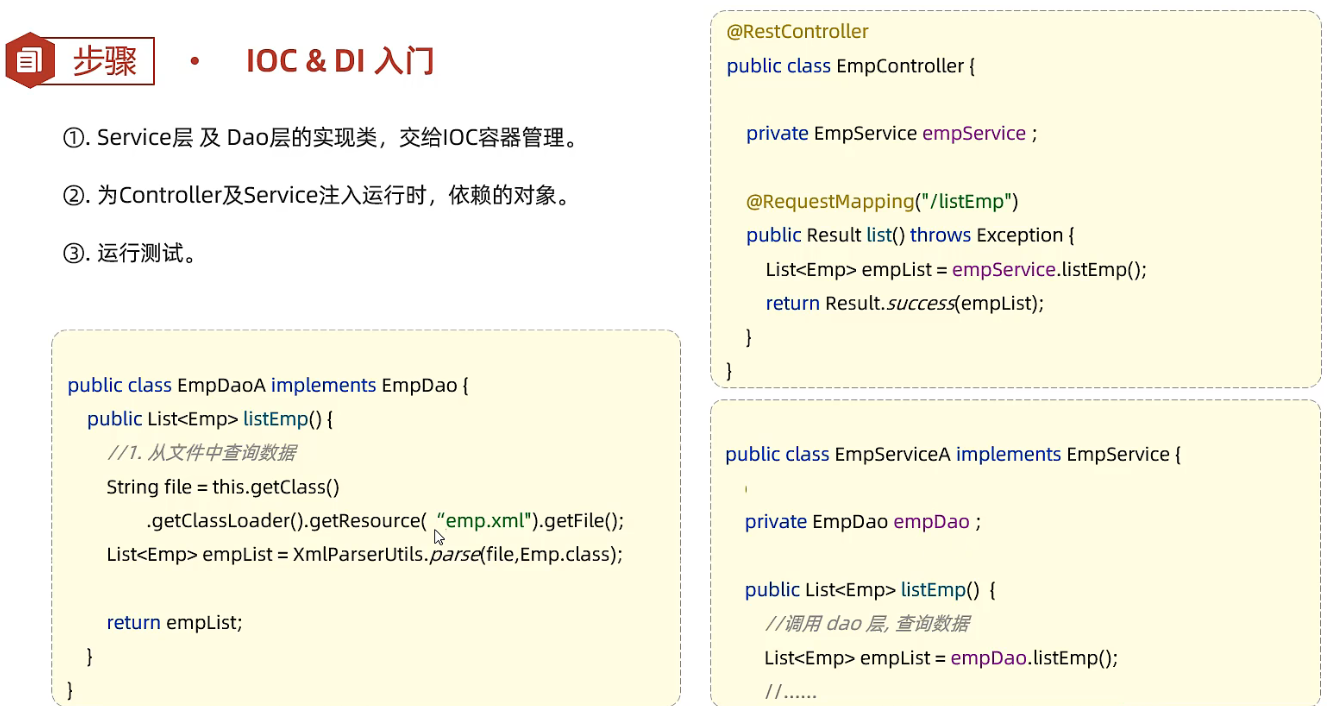 步骤 • IOC & DI 入门
①. Service层 及 Dao层的实现类，交给IOC容器管理。
②. 为Controller及Service注入运行时，依赖的对象。
③. 运行测试。
public class EmpDaoA implements EmpDao {
public List<Emp> listEmp() {
//1. 从文件中查询数据
String file = this.getClass()
.getClassLoader().getResource( “emp.xml").getFile();
List<Emp> empList = XmlParserUtils.parse(file,Emp.class);
return empList;
}
}
@RestController
public class EmpController {
private EmpService empService ;
@RequestMapping("/listEmp")
public Result list() throws Exception {
List<Emp> empList = empService.listEmp();
return Result.success(empList);
}
}
public class EmpServiceA implements EmpService {
private EmpDao empDao ;
public List<Emp> listEmp() {
//调用 dao 层, 查询数据
List<Emp> empList = empDao.listEmp();
//......